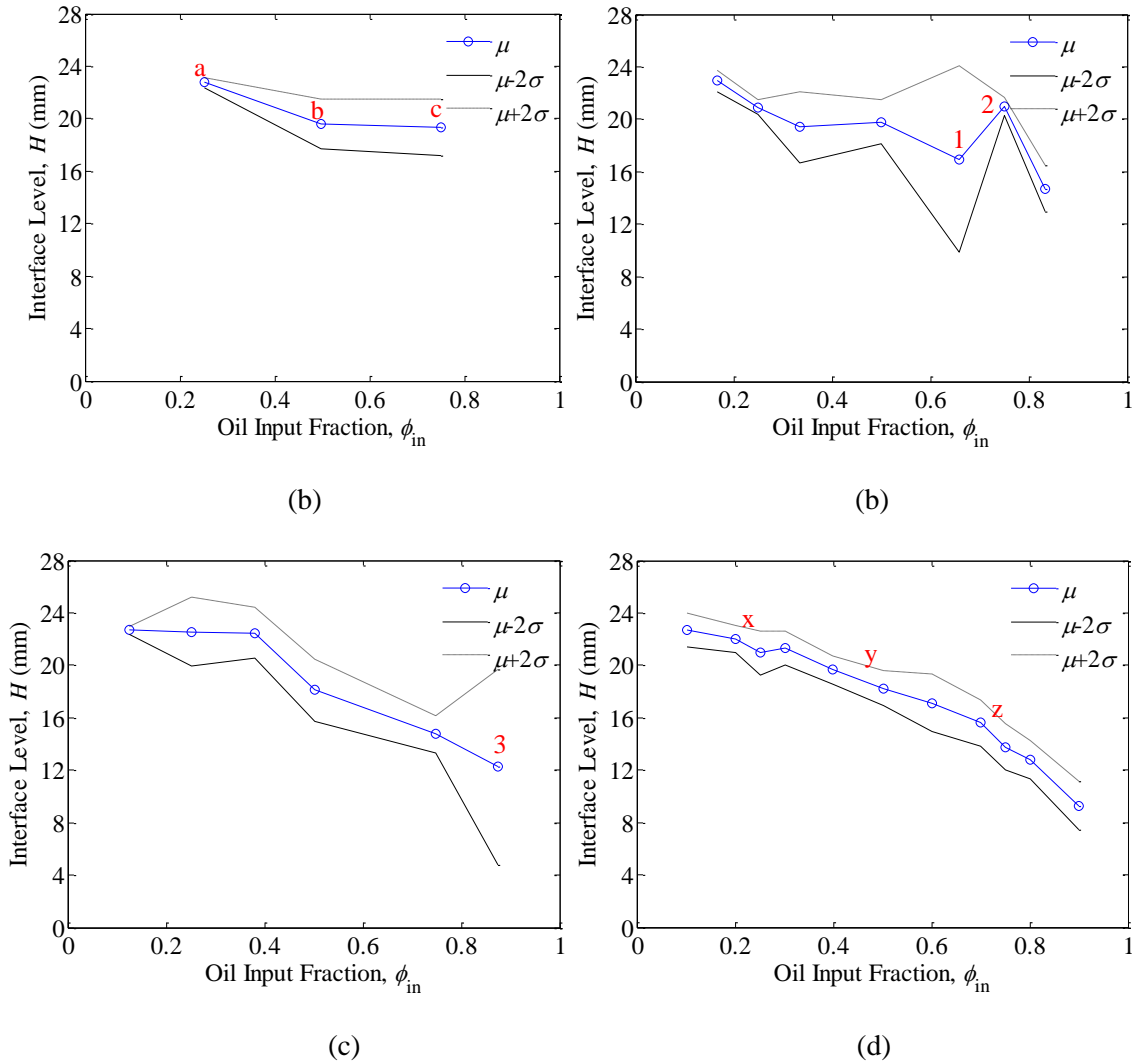 28
24
20
16
12
8
4
0
Interface Level, H (mm)
a
b
c
μ
μ-2σ
μ+2σ
0 0.2 0.4 0.6 0.8 1
Oil Input Fraction, ϕin
(b)
28
24
20
16
12
8
4
0
Interface Level, H (mm)
1
2
μ
μ-2σ
μ+2σ
0 0.2 0.4 0.6 0.8 1
Oil Input Fraction, ϕin
(b)
28
24
20
16
12
8
4
0
Interface Level, H (mm)
3
μ
μ-2σ
μ+2σ
0 0.2 0.4 0.6 0.8 1
Oil Input Fraction, ϕin
(c)
28
24
20
16
12
8
4
0
Interface Level, H (mm)
x
y
z
μ
μ-2σ
μ+2σ
0 0.2 0.4 0.6 0.8 1
Oil Input Fraction, ϕin
(d)